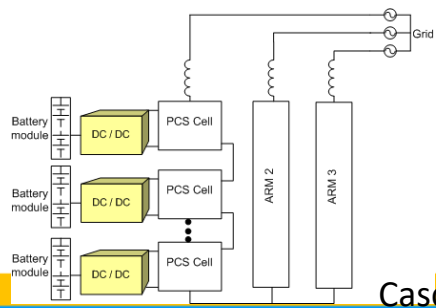 Grid
Battery
module
DC / DC
PCS Cell
Battery
module
DC / DC
PCS Cell
Battery
module
DC / DC
PCS Cell
ARM 2
ARM 3